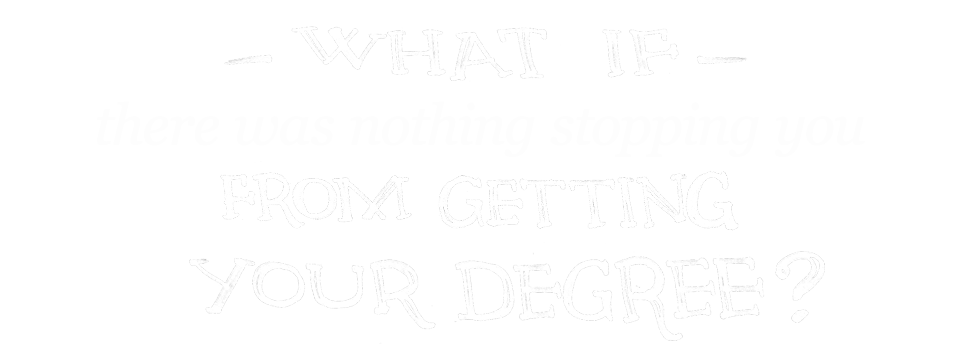 — WHAT IF —
there was nothing stopping you
FROM GETTING
YOUR DEGREE?